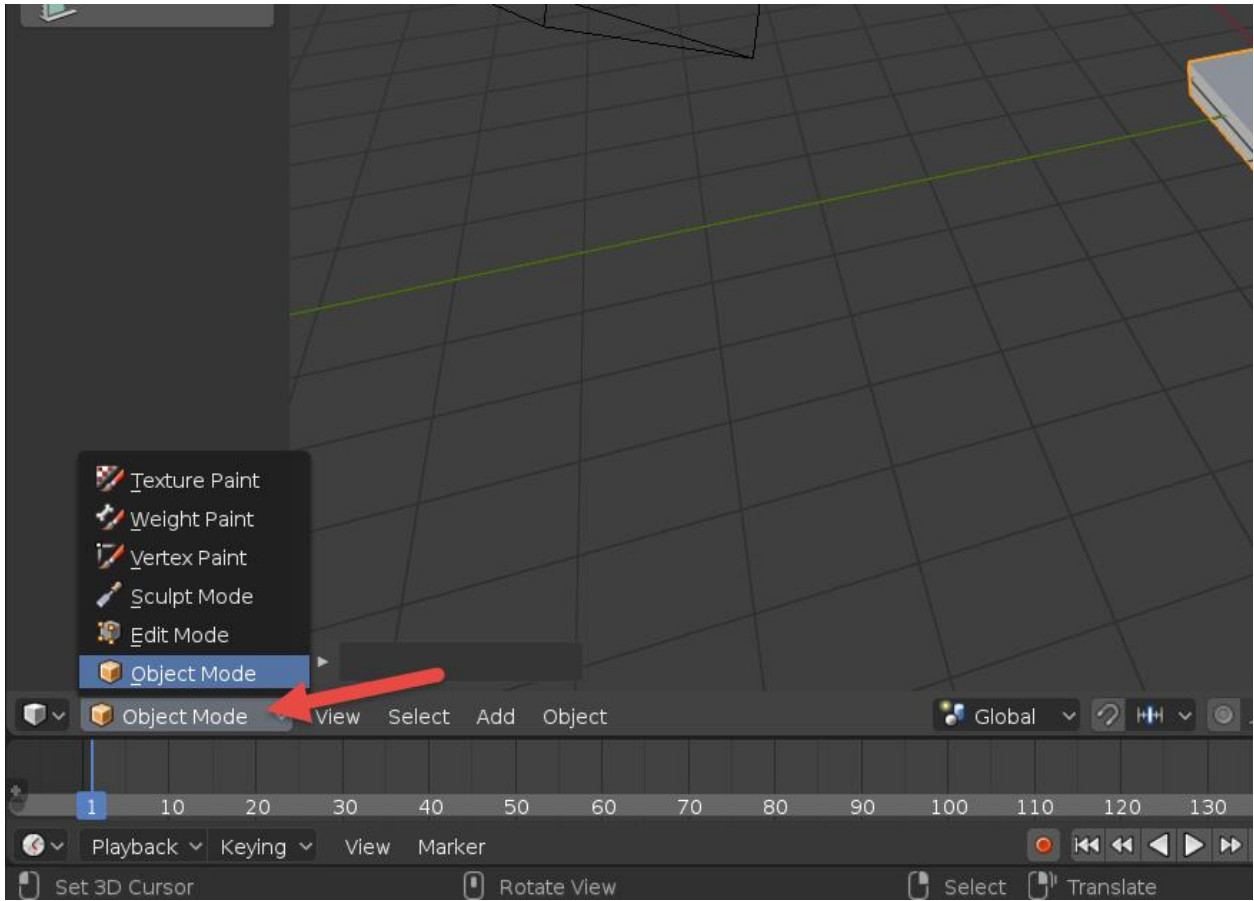 Texture Paint
Weight Paint
Vertex Paint
Sculpt Mode
Edit Mode
Object Mode
Object Mode View Select Add Object Global
1 10 20 30 40 50 60 70 80 90 100 110 120 130
Playback Keying View Marker
Set 3D Cursor Rotate View Select Translate